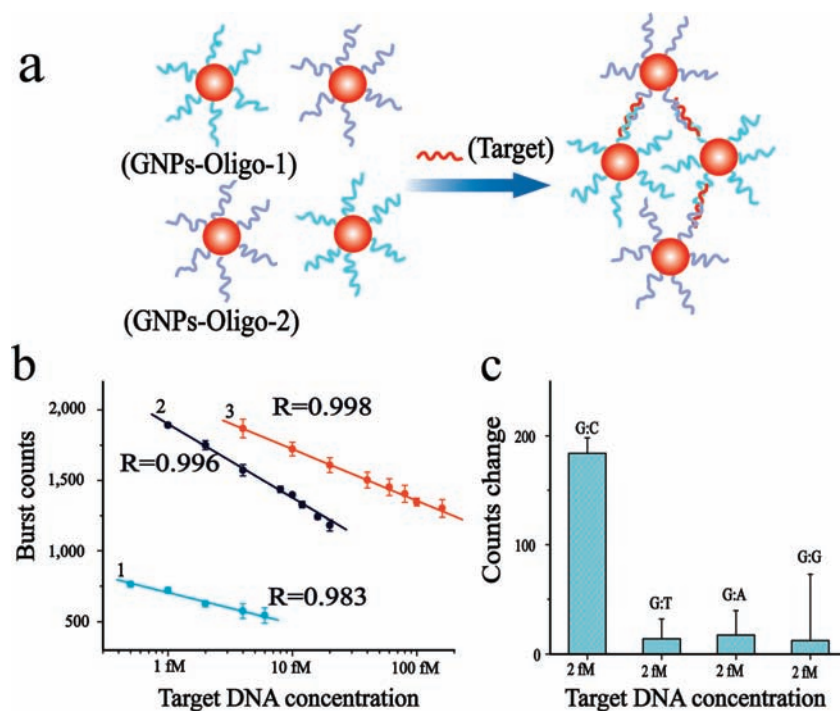 a
(GNPs-Oligo-1)
(Target)
(GNPs-Oligo-2)
b
Burst counts
2,000
1,500
1,000
500
2
3
1
R=0.998
R=0.996
R=0.983
1 fM
10 fM
100 fM
Target DNA concentration
c
Counts change
200
100
0
G:C
G:T
G:A
G:G
2 fM
2 fM
2 fM
2 fM
Target DNA concentration